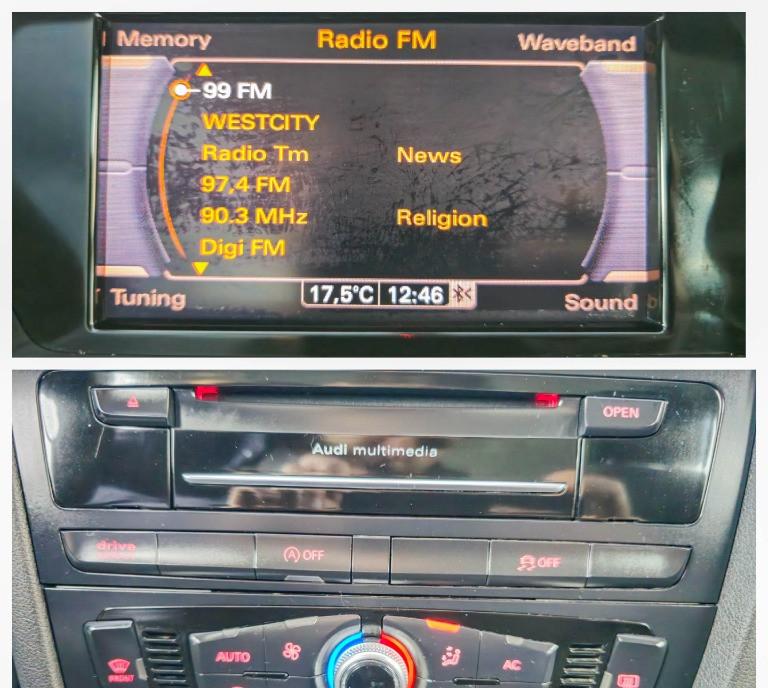 Memory Radio FM Waveband
99 FM
WESTCITY
Radio Tm News
97,4 FM
90.3 MHz Religion
Digi FM
Tuning 17,5°C 12:46 Sound
OPEN
Audi multimedia
drive
A OFF OFF
AUTO AC
FRONT